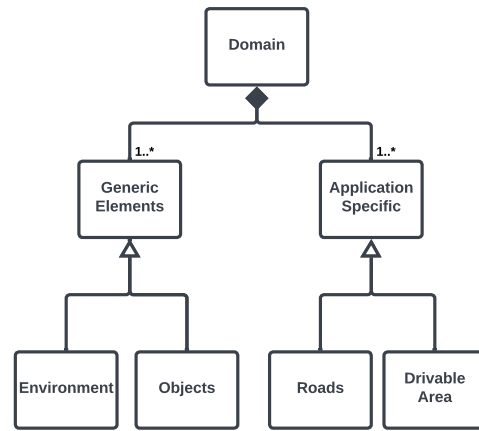 Domain
1..*
1..*
Generic
Elements
Application
Specific
Environment
Objects
Roads
Drivable
Area